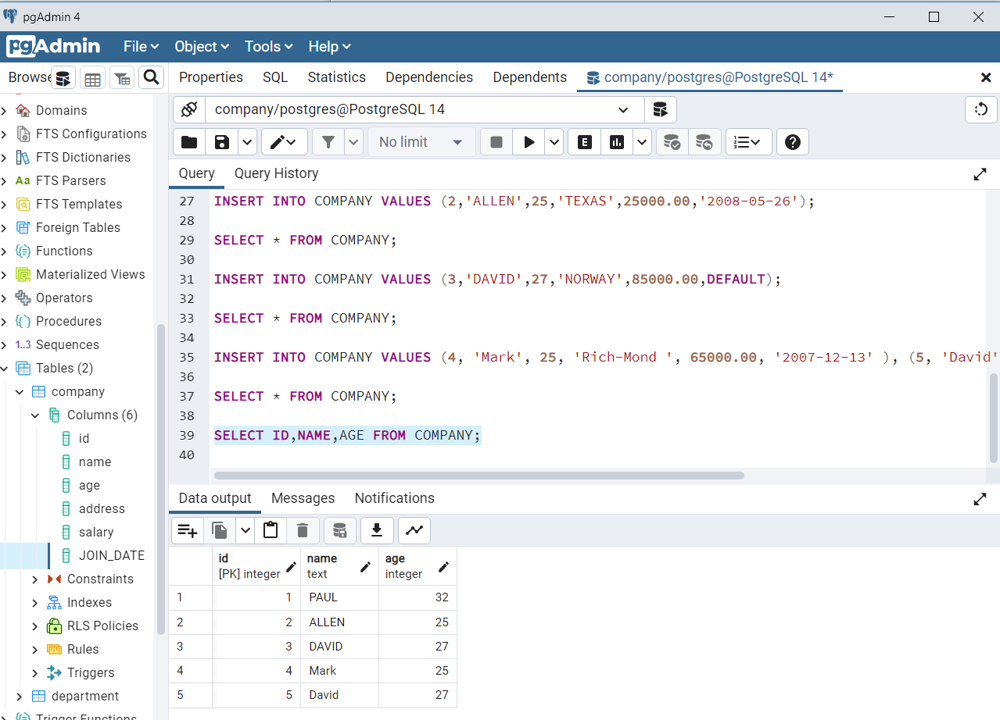 pgAdmin 4
pgAdmin File Object Tools Help
Browse Properties SQL Statistics Dependencies Dependents company/postgres@PostgreSQL 14*
company/postgres@PostgreSQL 14
No limit E
Query Query History
Domains
FTS Configurations
FTS Dictionaries
Aa FTS Parsers
FTS Templates
Foreign Tables
Functions
Materialized Views
Operators
Procedures
1..3 Sequences
Tables (2)
company
Columns (6)
id
name
age
address
salary
JOIN_DATE
Constraints
Indexes
RLS Policies
Rules
Triggers
department
Trigger Functions
27 INSERT INTO COMPANY VALUES (2,'ALLEN',25,'TEXAS',25000.00,'2008-05-26');
28
29 SELECT * FROM COMPANY;
30
31 INSERT INTO COMPANY VALUES (3,'DAVID',27,'NORWAY',85000.00,DEFAULT);
32
33 SELECT * FROM COMPANY;
34
35 INSERT INTO COMPANY VALUES (4, 'Mark', 25, 'Rich-Mond ', 65000.00, '2007-12-13' ), (5, 'David'
36
37 SELECT * FROM COMPANY;
38
39 SELECT ID,NAME,AGE FROM COMPANY;
40
Data output Messages Notifications
id name age
[PK] integer text integer
1 1 PAUL 32
2 2 ALLEN 25
3 3 DAVID 27
4 4 Mark 25
5 5 David 27